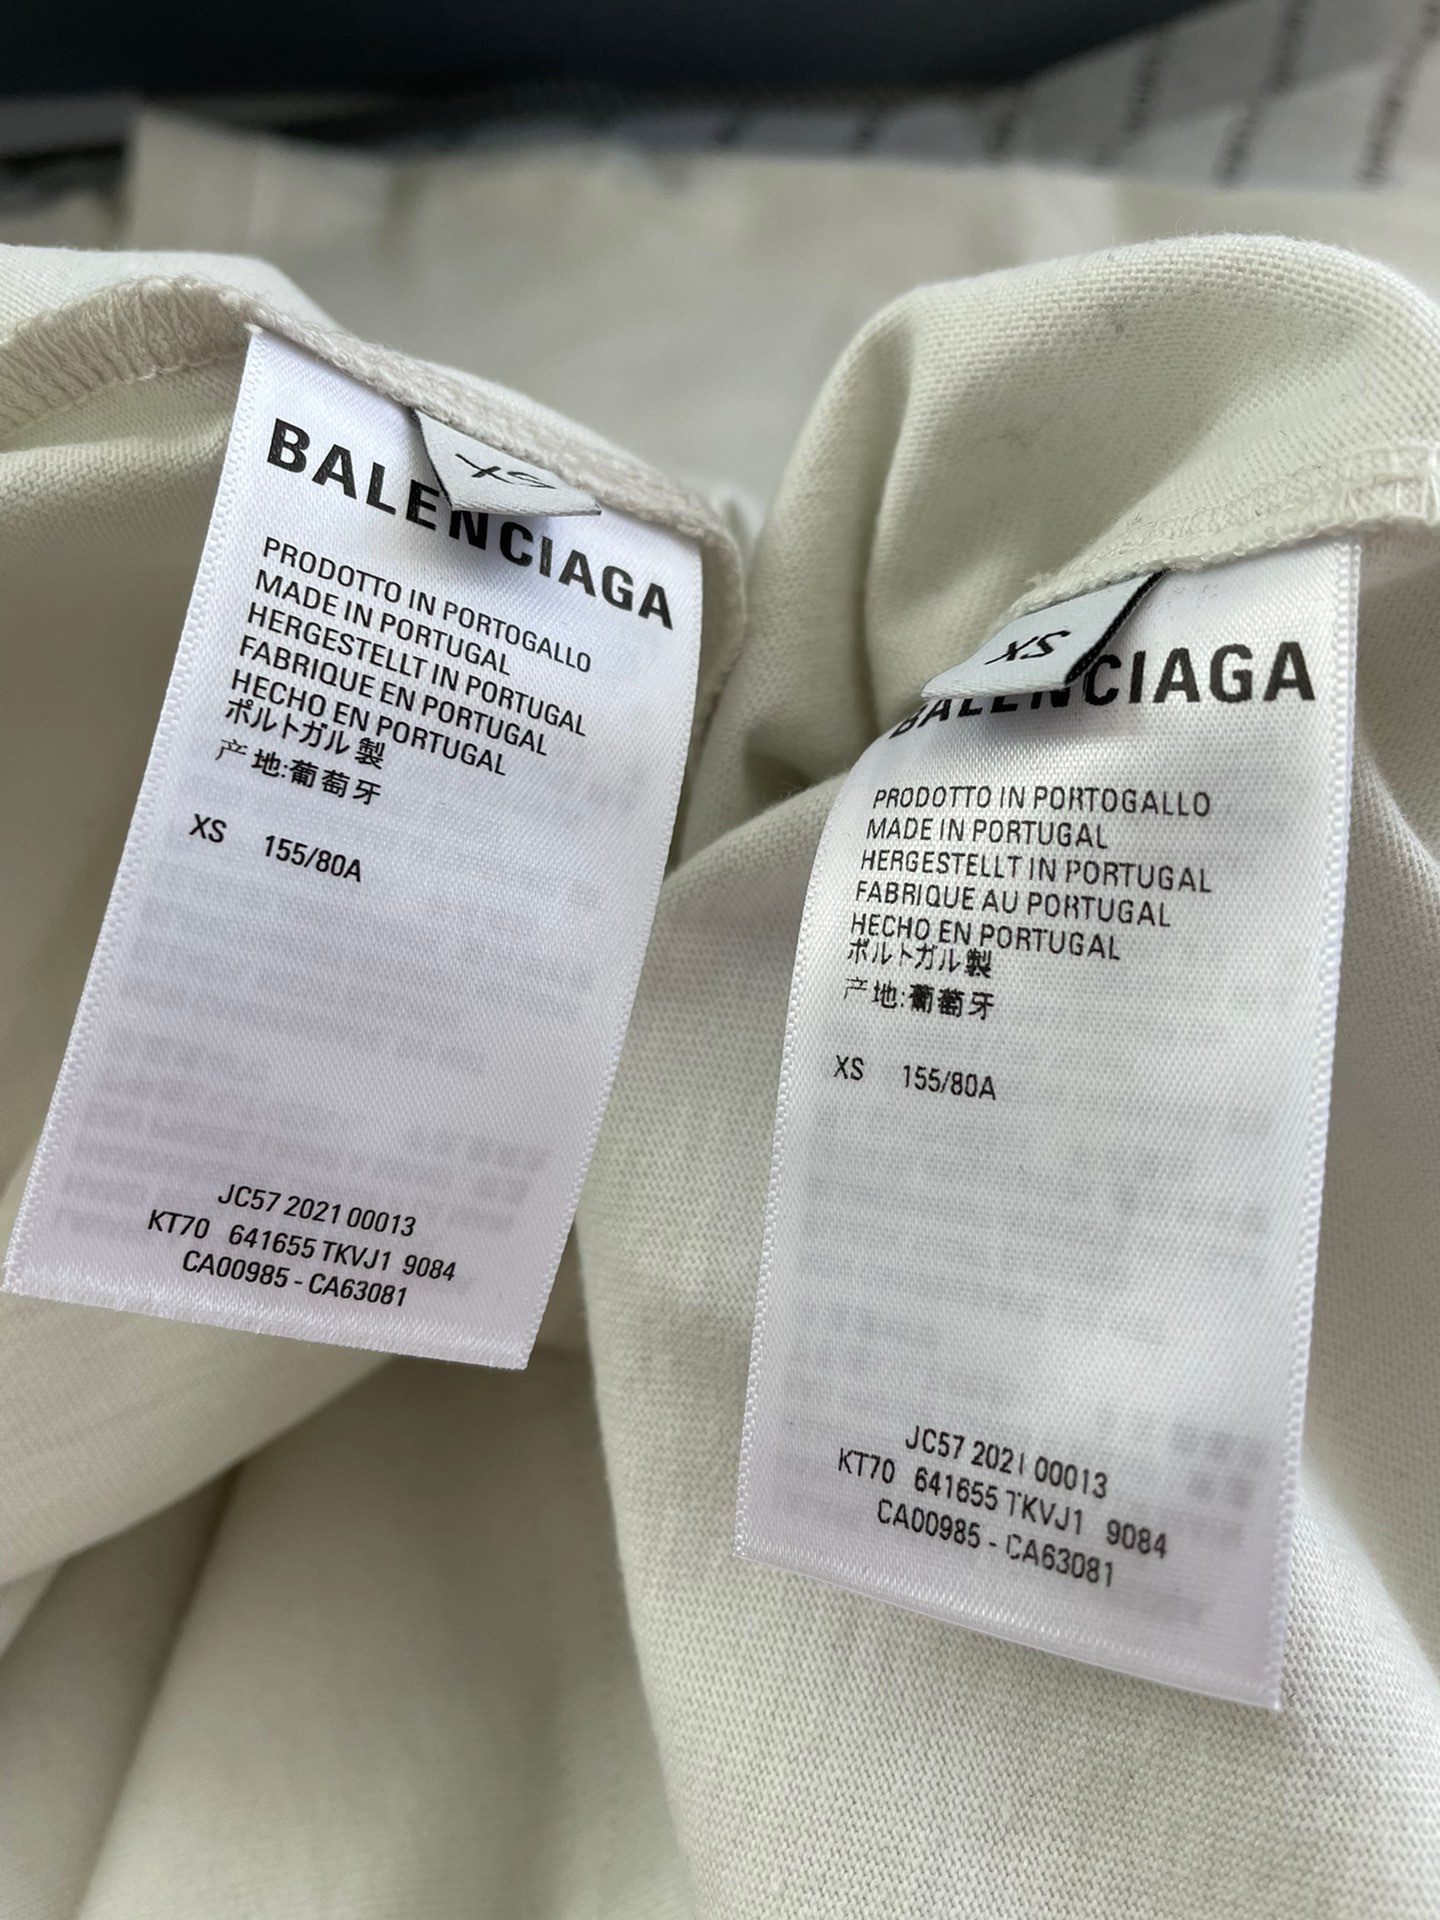 BALENCIAGA
XS
PRODOTTO IN PORTOGALLO
MADE IN PORTUGAL
HERGESTELLT IN PORTUGAL
FABRIQUE EN PORTUGAL
HECHO EN PORTUGAL
ポルトガル製
产地:葡萄牙
XS 155/80A
JC57 2021 00013
KT70 641655 TKVJ1 9084
CA00985 - CA63081
XS
BALENCIAGA
PRODOTTO IN PORTOGALLO
MADE IN PORTUGAL
HERGESTELLT IN PORTUGAL
FABRIQUE AU PORTUGAL
HECHO EN PORTUGAL
ポルトガル製
产地:葡萄牙
XS 155/80A
JC57 2021 00013
KT70 641655 TKVJ1 9084
CA00985 - CA63081